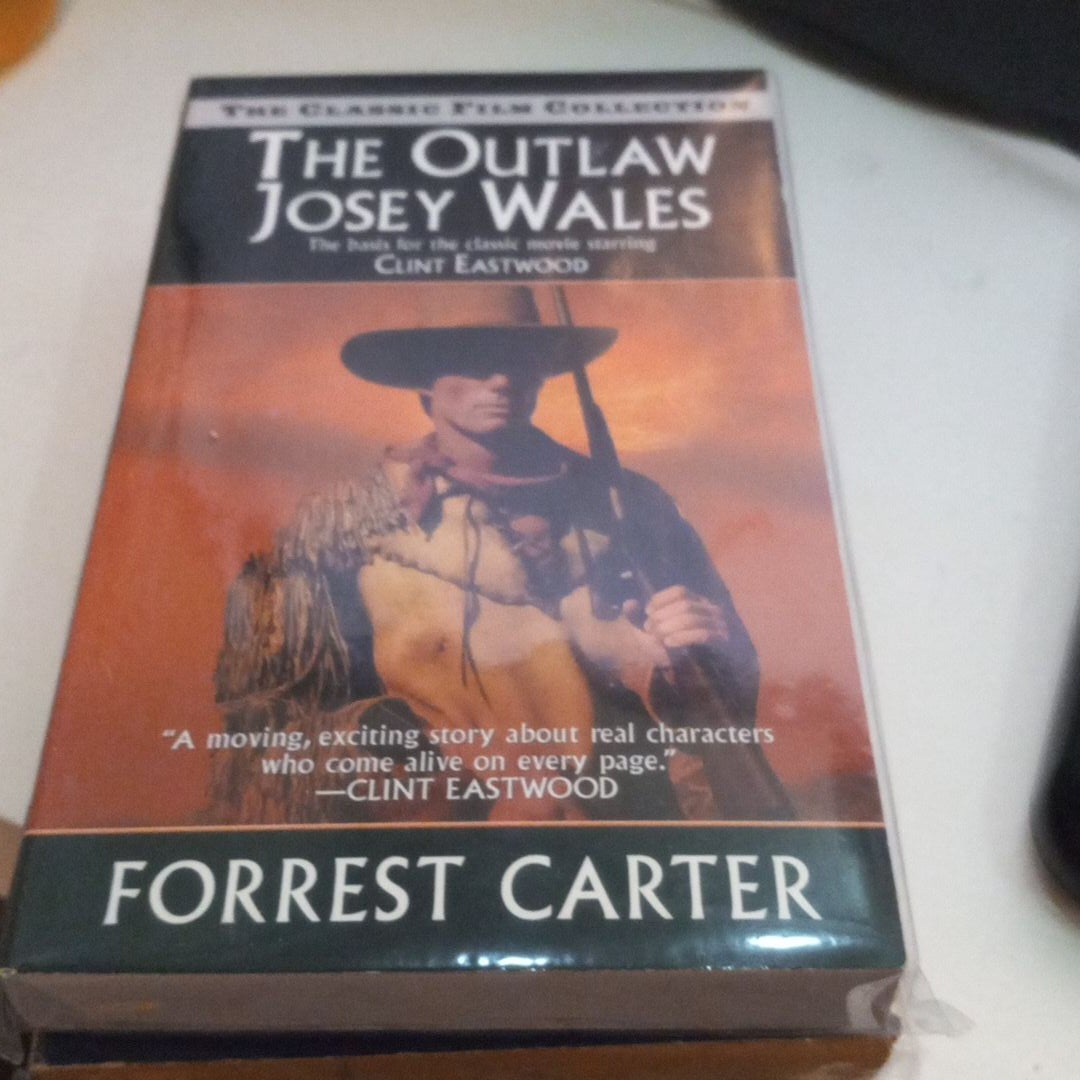 THE CLASSIC FILM COLLECTION
THE OUTLAW
JOSEY WALES
The basis for the classic movie starring
CLINT EASTWOOD
“A moving, exciting story about real characters
who come alive on every page.”
—CLINT EASTWOOD
FORREST CARTER